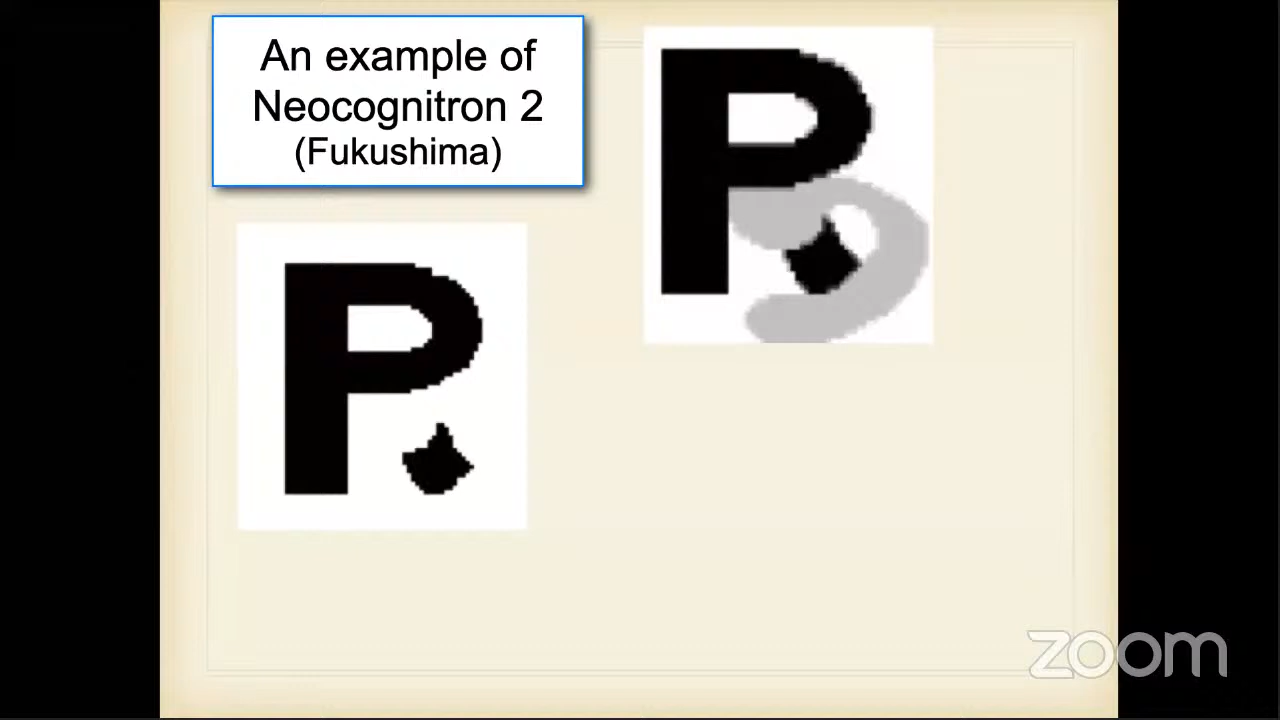 An example of
Neocognitron 2
(Fukushima)
P
P
zoom